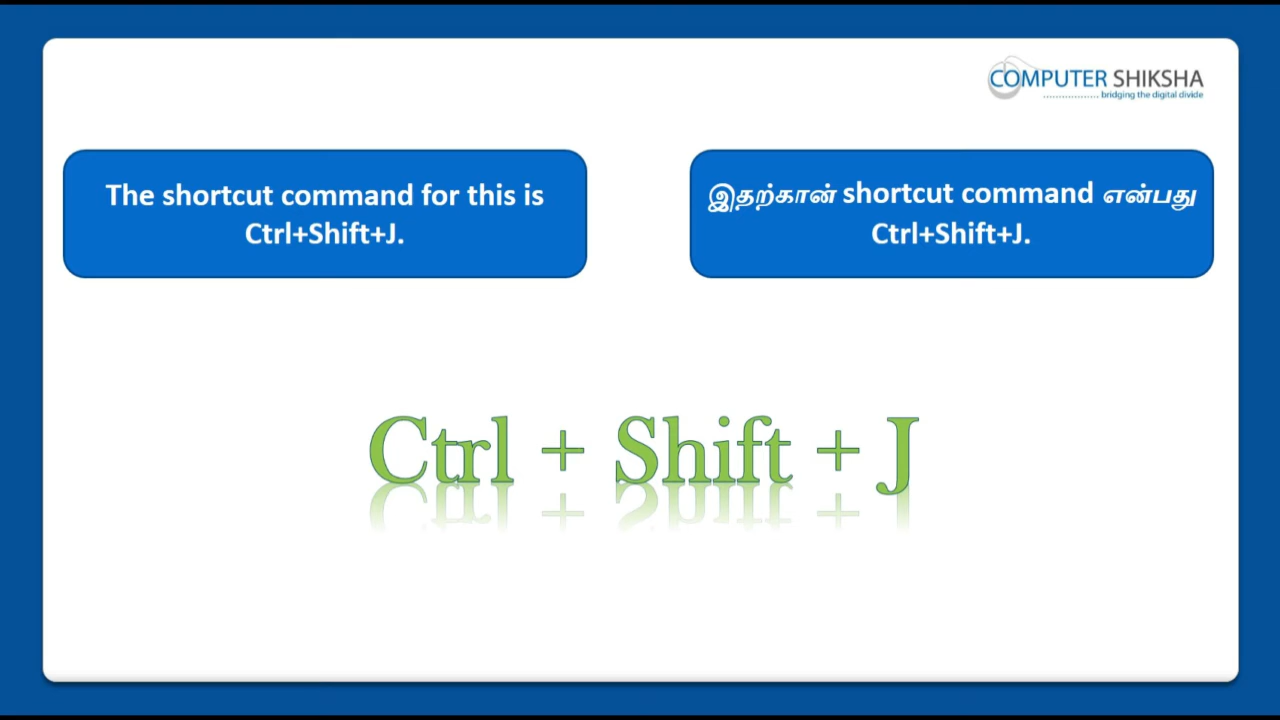 COMPUTER SHIKSHA
bridging the digital divide
The shortcut command for this is
Ctrl+Shift+J.
இதற்கான் shortcut command என்பது
Ctrl+Shift+J.
Ctrl + Shift + J